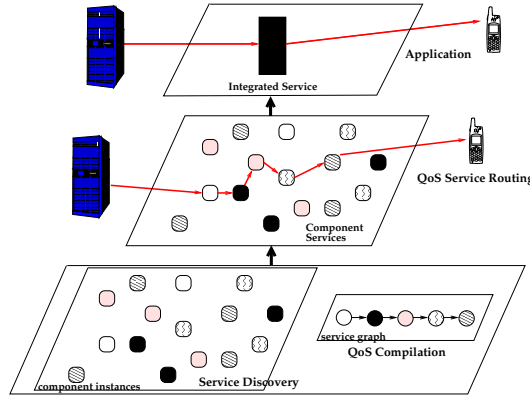 Application
Integrated Service
QoS Service Routing
Component
Services
service graph
QoS Compilation
component instances
Service Discovery